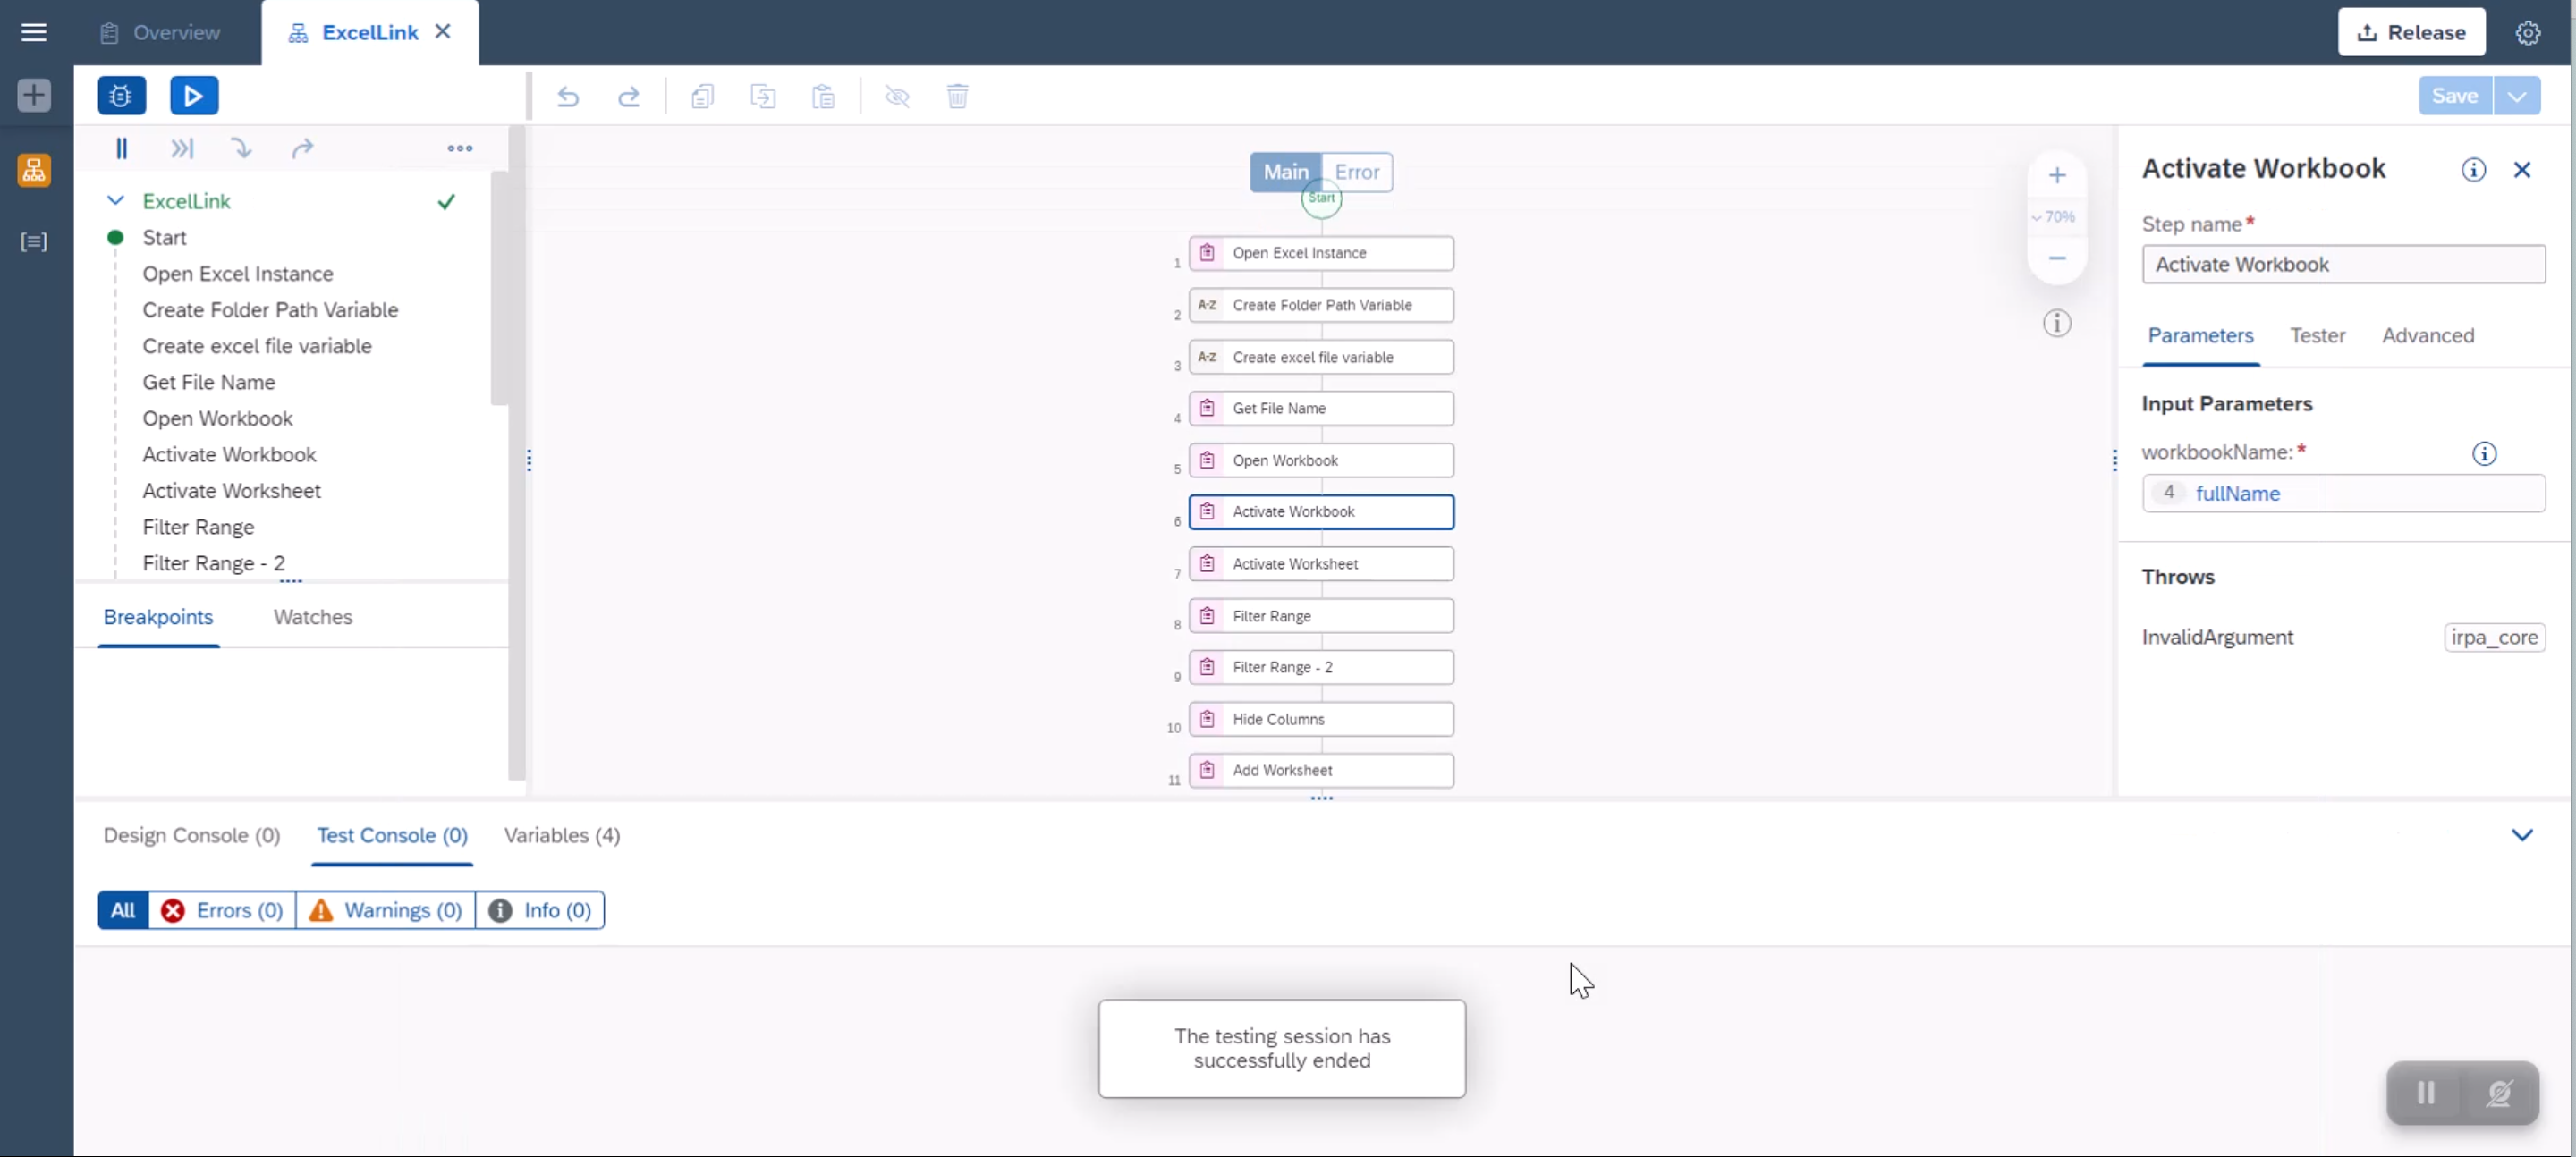 Overview
ExcelLink
Release
Save
ExcelLink
Start
Open Excel Instance
Create Folder Path Variable
Create excel file variable
Get File Name
Open Workbook
Activate Workbook
Activate Worksheet
Filter Range
Filter Range - 2
Breakpoints Watches
Main Error
Start
1 Open Excel Instance
2 A-Z Create Folder Path Variable
3 A-Z Create excel file variable
4 Get File Name
5 Open Workbook
6 Activate Workbook
7 Activate Worksheet
8 Filter Range
9 Filter Range - 2
10 Hide Columns
11 Add Worksheet
70%
Activate Workbook
Step name*
Activate Workbook
Parameters Tester Advanced
Input Parameters
workbookName:*
4 fullName
Throws
InvalidArgument irpa_core
Design Console (0) Test Console (0) Variables (4)
All Errors (0) Warnings (0) Info (0)
The testing session has
successfully ended